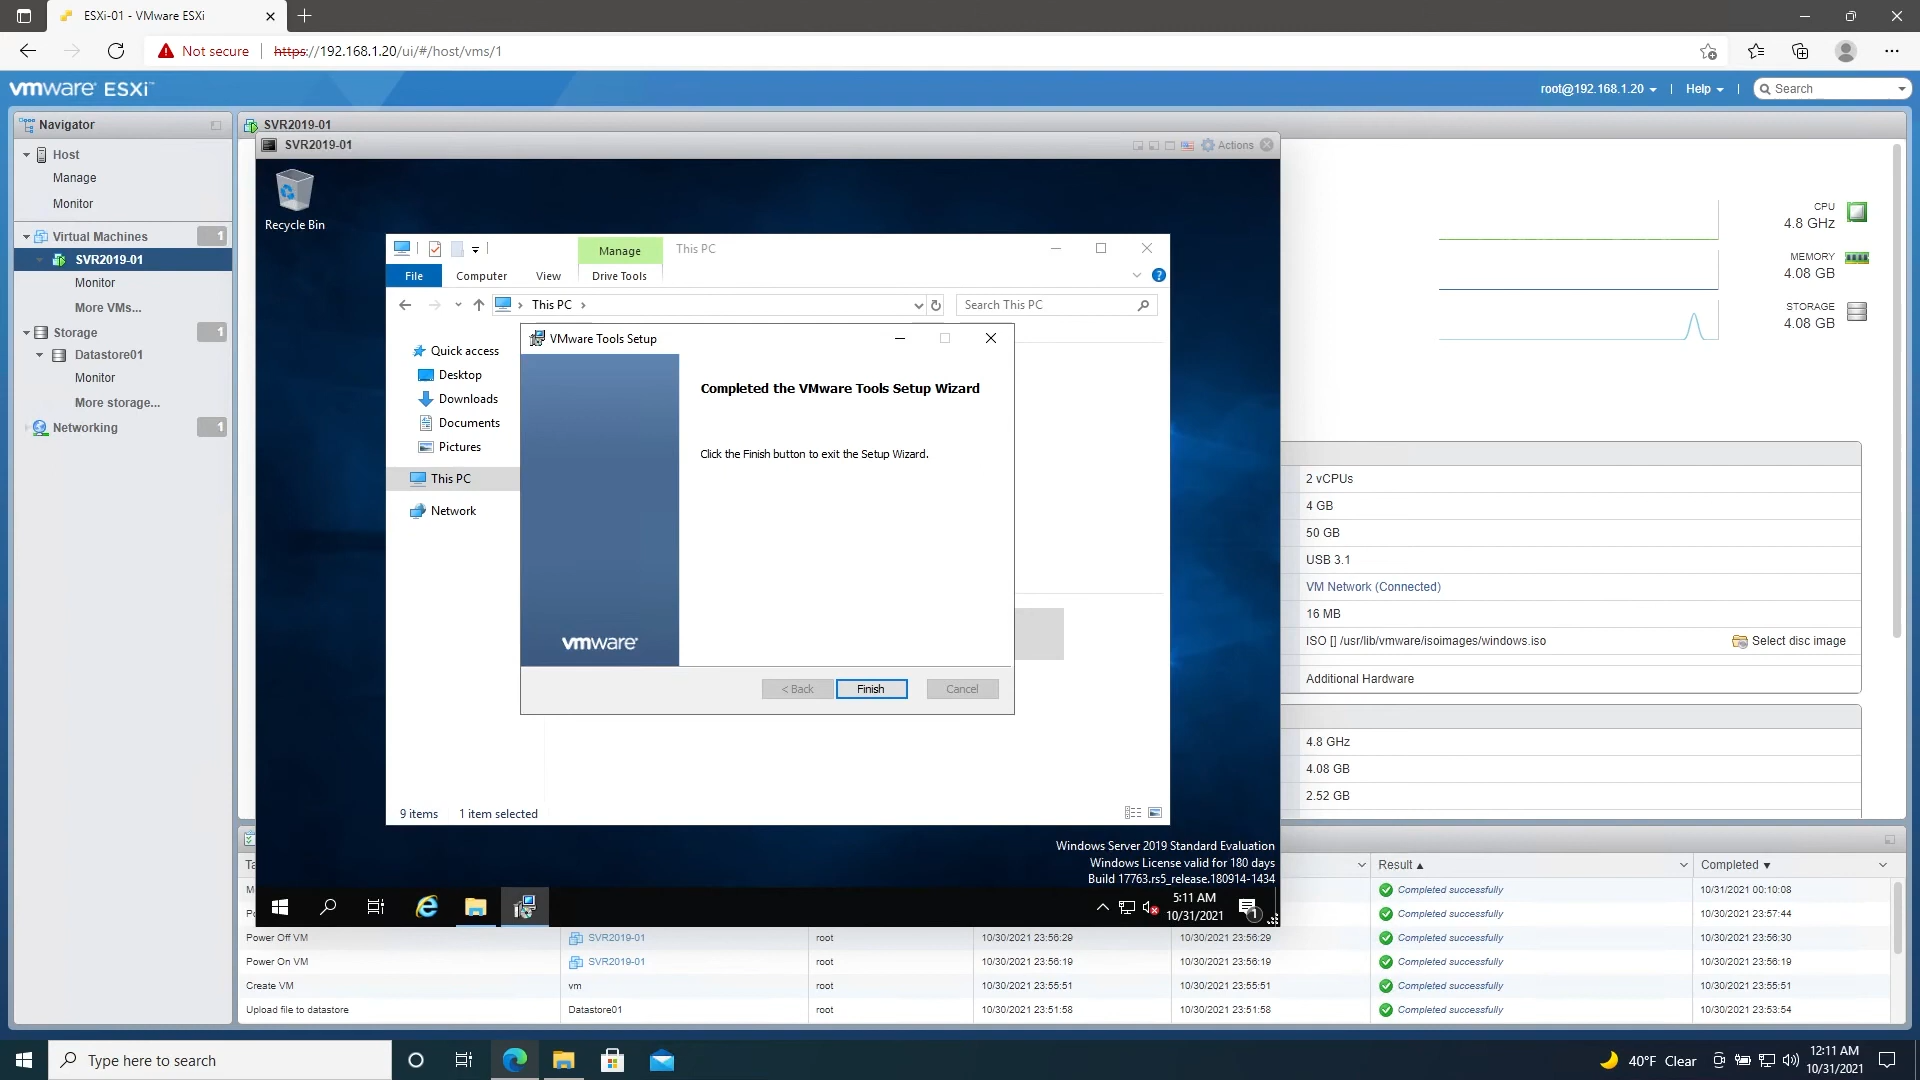 ESXi-01 - VMware ESXi
Not secure
https://192.168.1.20/ui/#/host/vms/1
vmware ESXi™
root@192.168.1.20
Help
Search
Navigator
Host
Manage
Monitor
Virtual Machines
1
SVR2019-01
Monitor
More VMs...
Storage
1
Datastore01
Monitor
More storage...
Networking
1
SVR2019-01
SVR2019-01
Actions
Recycle Bin
Manage
This PC
File
Computer
View
Drive Tools
This PC
Search This PC
Quick access
Desktop
Downloads
Documents
Pictures
This PC
Network
VMware Tools Setup
Completed the VMware Tools Setup Wizard
Click the Finish button to exit the Setup Wizard.
vmware®
< Back
Finish
Cancel
9 items
1 item selected
Windows Server 2019 Standard Evaluation
Windows License valid for 180 days
Build 17763.rs5_release.180914-1434
5:11 AM
10/31/2021
1
CPU
4.8 GHz
MEMORY
4.08 GB
STORAGE
4.08 GB
2 vCPUs
4 GB
50 GB
USB 3.1
VM Network (Connected)
16 MB
ISO [] /usr/lib/vmware/isoimages/windows.iso
Select disc image
Additional Hardware
4.8 GHz
4.08 GB
2.52 GB
Result
Completed
Completed successfully 10/31/2021 00:10:08
Completed successfully 10/30/2021 23:57:44
Power Off VM SVR2019-01 root 10/30/2021 23:56:29 10/30/2021 23:56:29 Completed successfully 10/30/2021 23:56:30
Power On VM SVR2019-01 root 10/30/2021 23:56:19 10/30/2021 23:56:19 Completed successfully 10/30/2021 23:56:19
Create VM vm root 10/30/2021 23:55:51 10/30/2021 23:55:51 Completed successfully 10/30/2021 23:55:51
Upload file to datastore Datastore01 root 10/30/2021 23:51:58 10/30/2021 23:51:58 Completed successfully 10/30/2021 23:53:54
Type here to search
40°F Clear
12:11 AM
10/31/2021